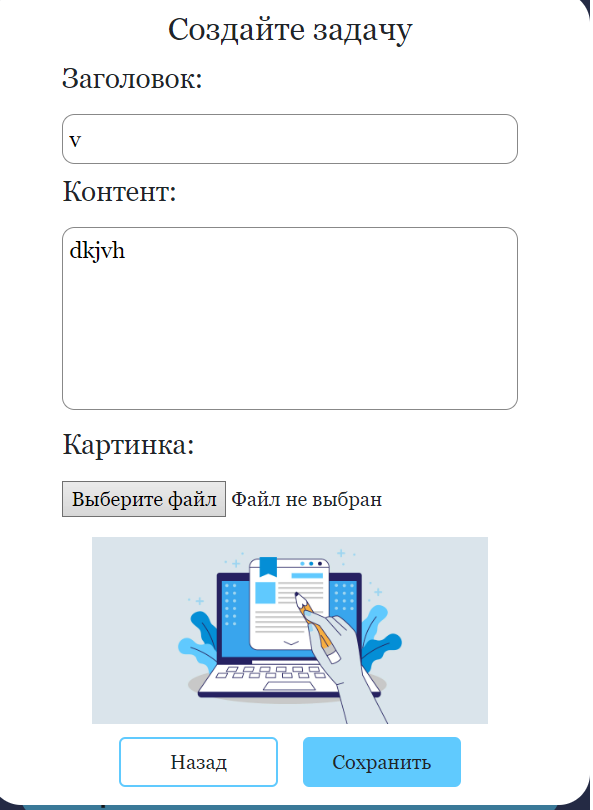 Создайте задачу
Заголовок:
v
Контент:
dkjvh
Картинка:
Выберите файл Файл не выбран
Назад Сохранить